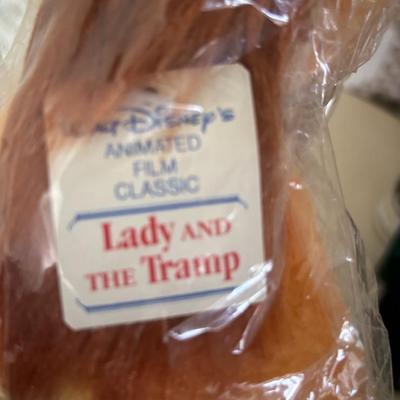 Walt Disney's
ANIMATED
FILM
CLASSIC
Lady AND
THE Tramp